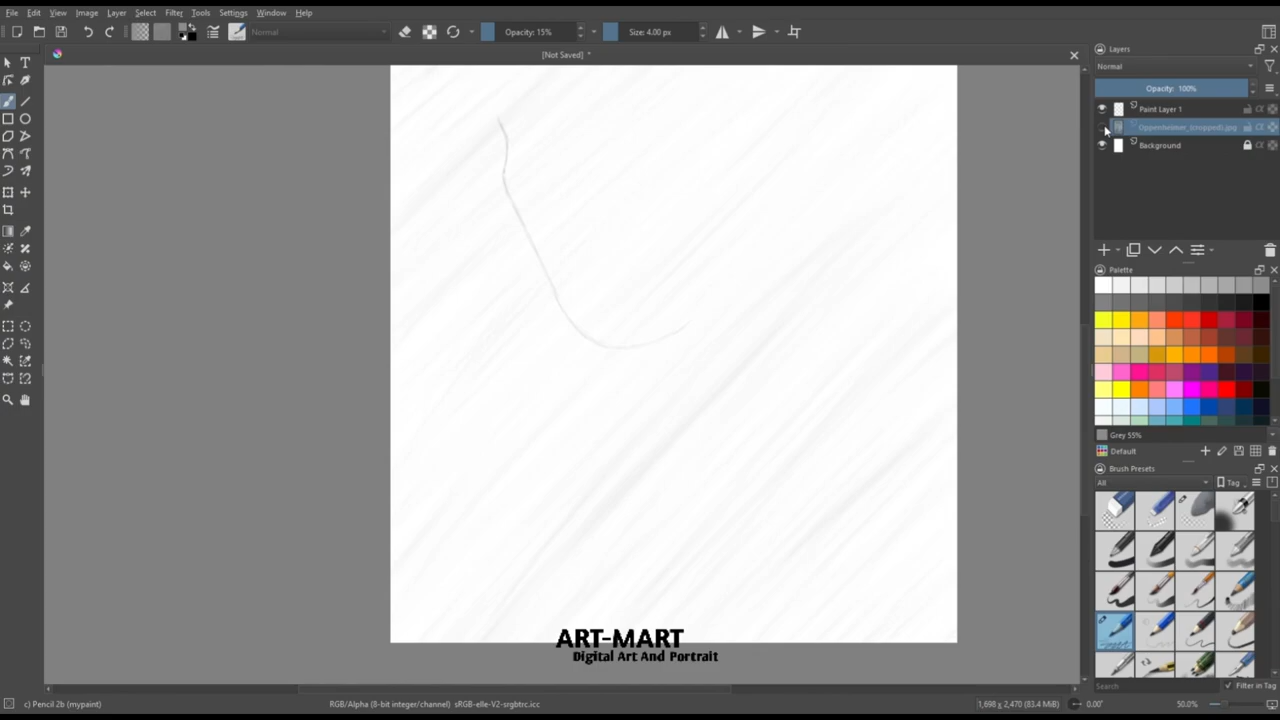 File Edit View Image Layer Select Filter Tools Settings Window Help
Normal
Opacity: 15%
Size: 4.00 px
[Not Saved] *
Layers
Normal
Opacity: 100%
Paint Layer 1
Oppenheimer_(cropped).jpg
Background
Palette
Grey 55%
Default
Brush Presets
All
Tag
ART-MART
Digital Art And Portrait
Search
Filter in Tag
c) Pencil 2b (mypaint)
RGB/Alpha (8-bit integer/channel) sRGB-elle-V2-srgbtrc.icc
1,698 x 2,470 (83.4 MiB)
0.00°
50.0%